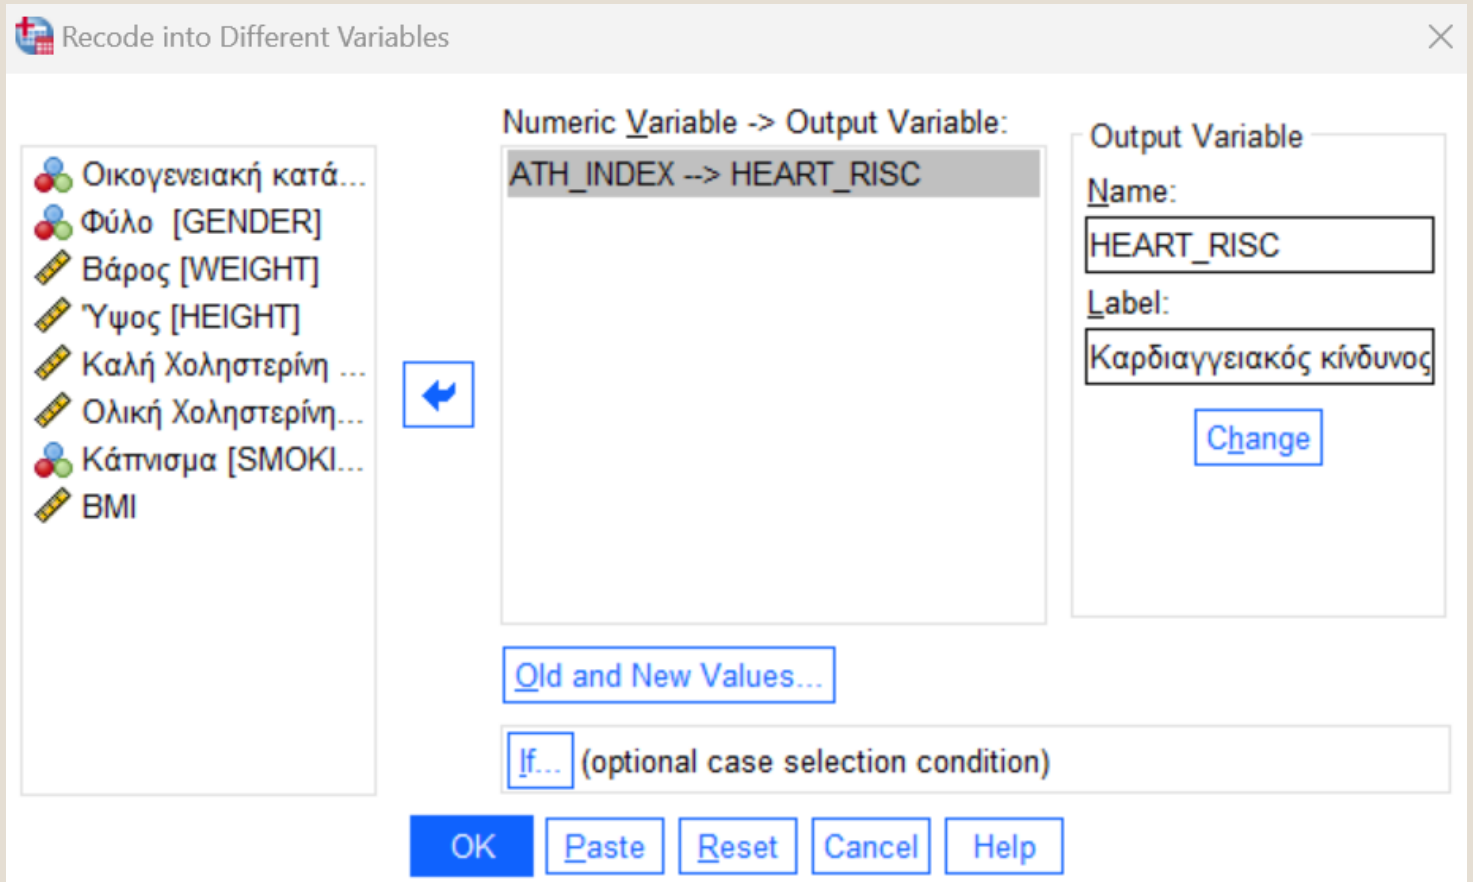 Recode into Different Variables
Numeric Variable -> Output Variable:
Οικογενειακή κατά...
Φύλο [GENDER]
Βάρος [WEIGHT]
Ύψος [HEIGHT]
Καλή Χοληστερίνη ...
Ολική Χοληστερίνη...
Κάπνισμα [SMOKI...
BMI
ATH_INDEX --> HEART_RISC
Output Variable
Name:
HEART_RISC
Label:
Καρδιαγγειακός κίνδυνος
Change
Old and New Values...
If... (optional case selection condition)
OK Paste Reset Cancel Help